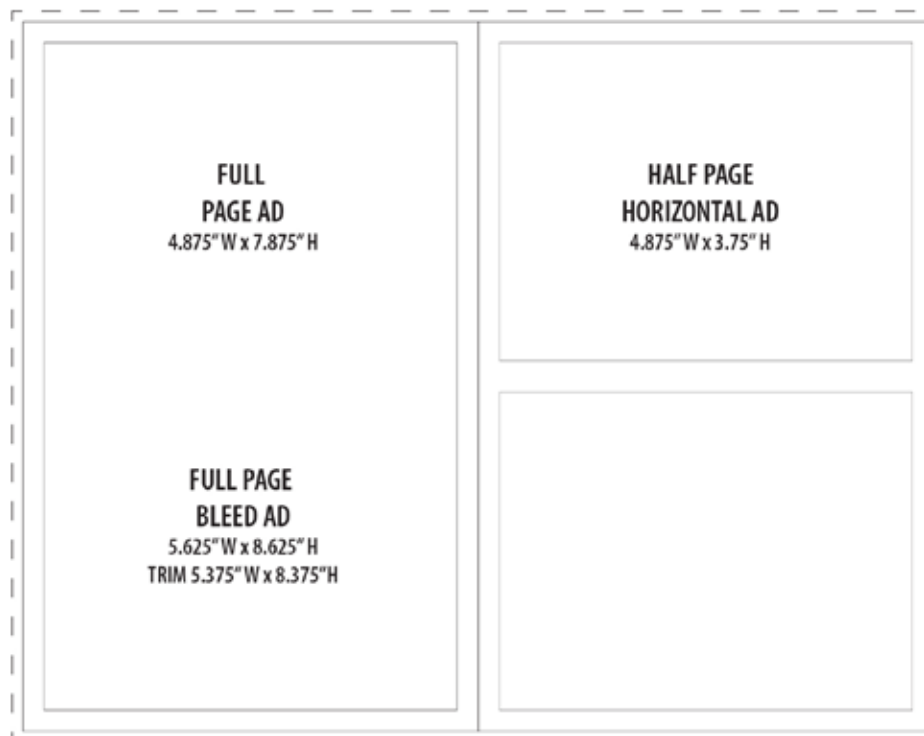 FULL
PAGE AD
4.875" W x 7.875" H
FULL PAGE
BLEED AD
5.625" W x 8.625" H
TRIM 5.375" W x 8.375"H
HALF PAGE
HORIZONTAL AD
4.875" W x 3.75" H